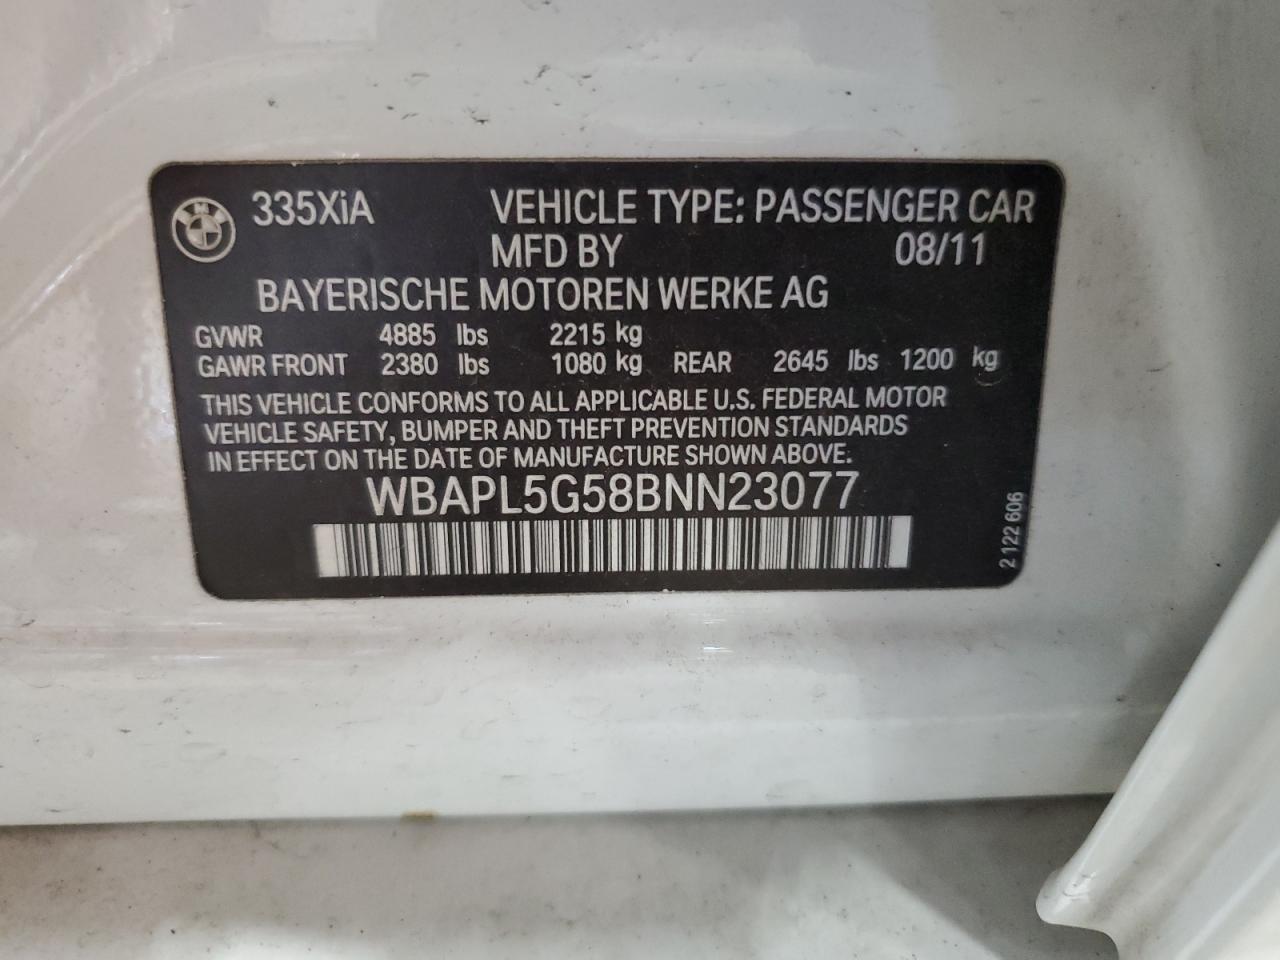 335XiA VEHICLE TYPE: PASSENGER CAR
MFD BY 08/11
BAYERISCHE MOTOREN WERKE AG
GVWR 4885 lbs 2215 kg
GAWR FRONT 2380 lbs 1080 kg REAR 2645 lbs 1200 kg
THIS VEHICLE CONFORMS TO ALL APPLICABLE U.S. FEDERAL MOTOR
VEHICLE SAFETY, BUMPER AND THEFT PREVENTION STANDARDS
IN EFFECT ON THE DATE OF MANUFACTURE SHOWN ABOVE:
WBAPL5G58BNN23077
2 122 606